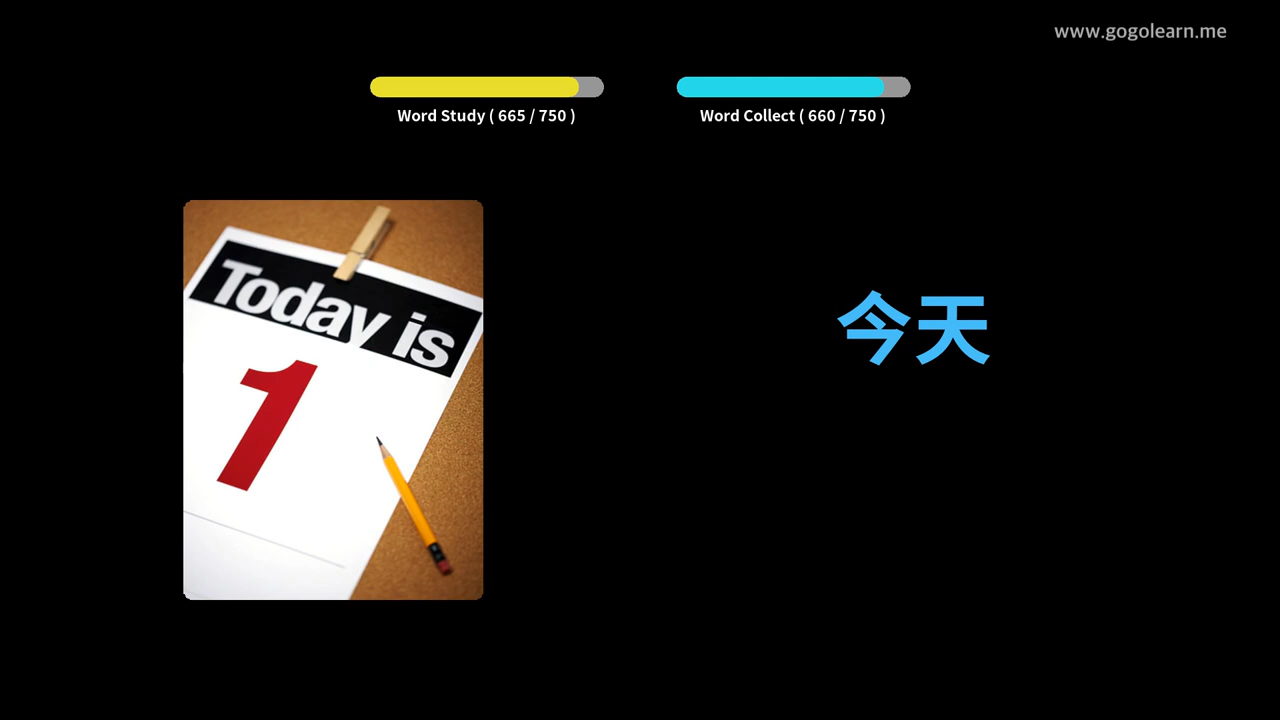 www.gogolearn.me
Word Study ( 665 / 750 )
Word Collect ( 660 / 750 )
Today is
1
今天